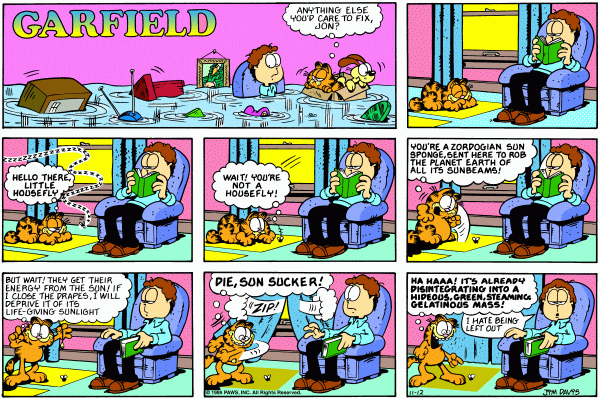 GARFIELD
ANYTHING ELSE
YOU'D CARE TO FIX,
JON?
HELLO THERE,
LITTLE
HOUSEFLY
WAIT! YOU'RE
NOT A
HOUSEFLY!
YOU'RE A ZORDOGIAN SUN
SPONGE, SENT HERE TO ROB
THE PLANET EARTH OF
ALL ITS SUNBEAMS!
BUT WAIT! THEY GET THEIR
ENERGY FROM THE SUN! IF
I CLOSE THE DRAPES, I WILL
DEPRIVE IT OF ITS
LIFE-GIVING SUNLIGHT
DIE, SUN SUCKER!
ZIP!
© 1989 PAWS, INC. All Rights Reserved.
HA HAAA! IT'S ALREADY
DISINTEGRATING INTO A
HIDEOUS, GREEN, STEAMING
GELATINOUS MASS!
I HATE BEING
LEFT OUT
11-12
JIM DAVIS